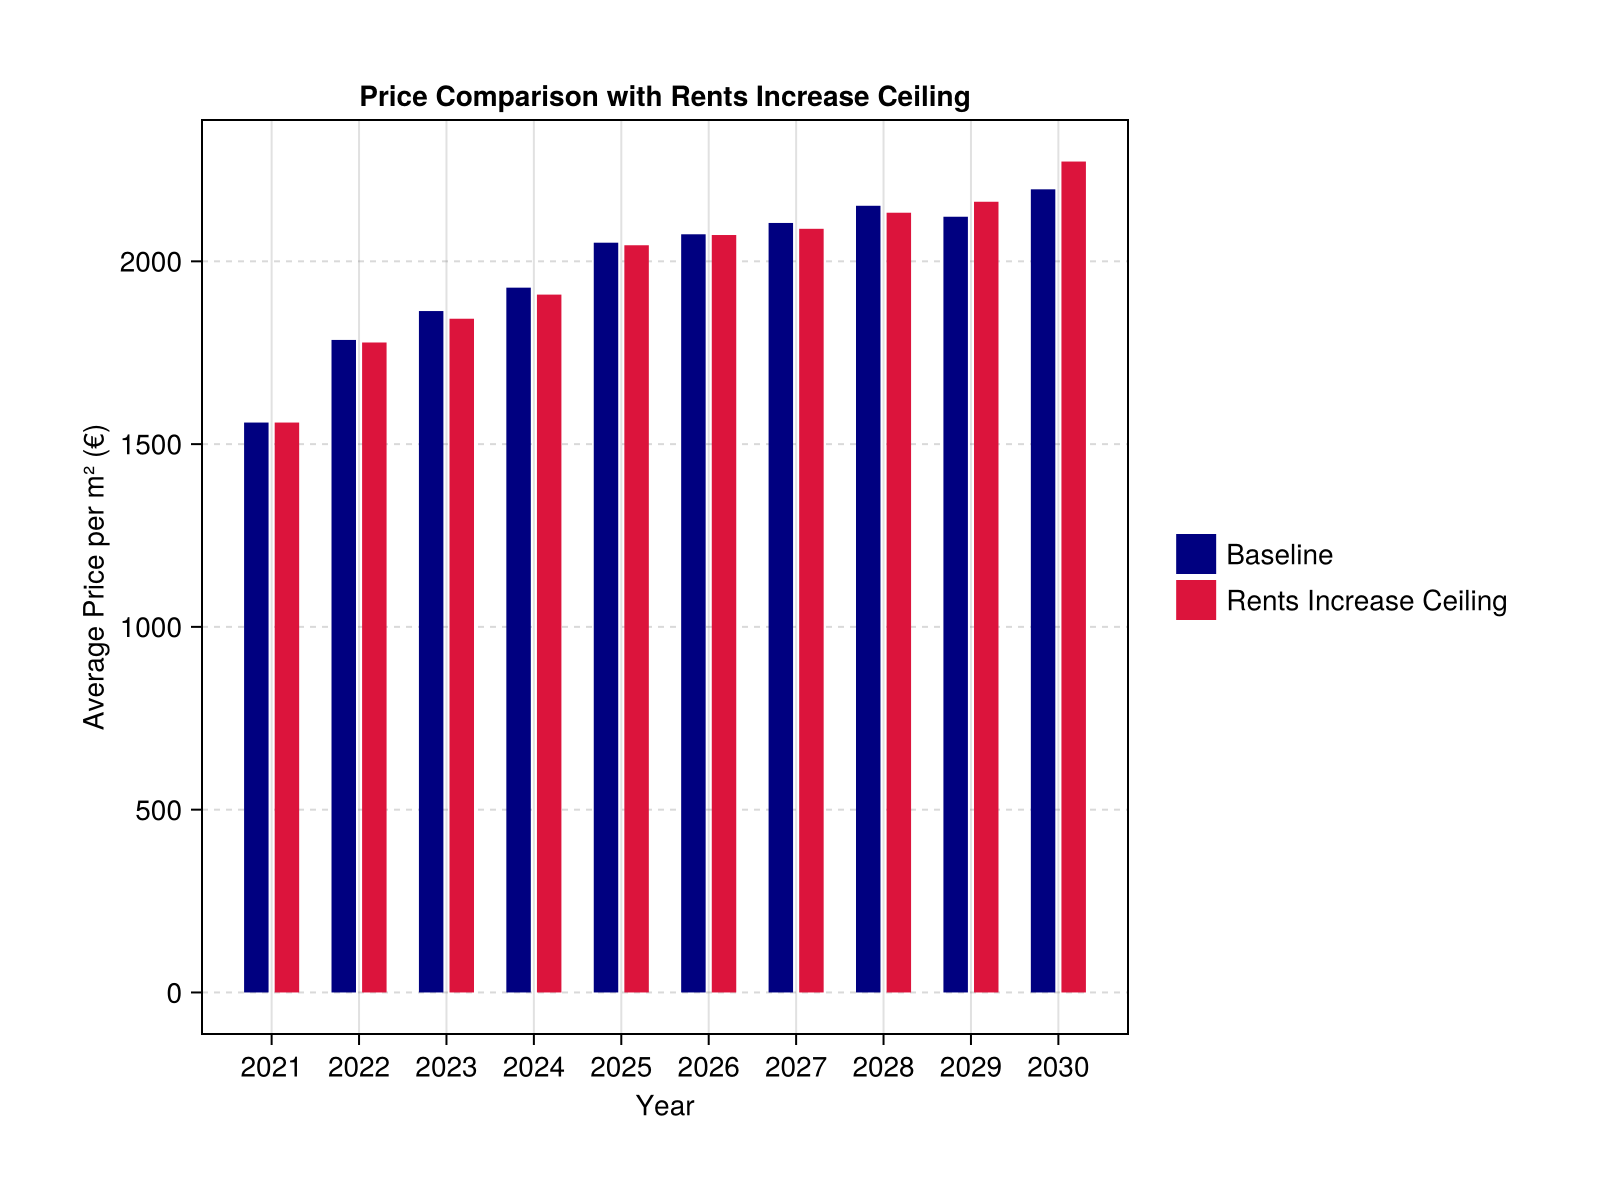 Price Comparison with Rents Increase Ceiling
Average Price per m² (€)
2000
1500
1000
500
0
2021 2022 2023 2024 2025 2026 2027 2028 2029 2030
Year
Baseline
Rents Increase Ceiling